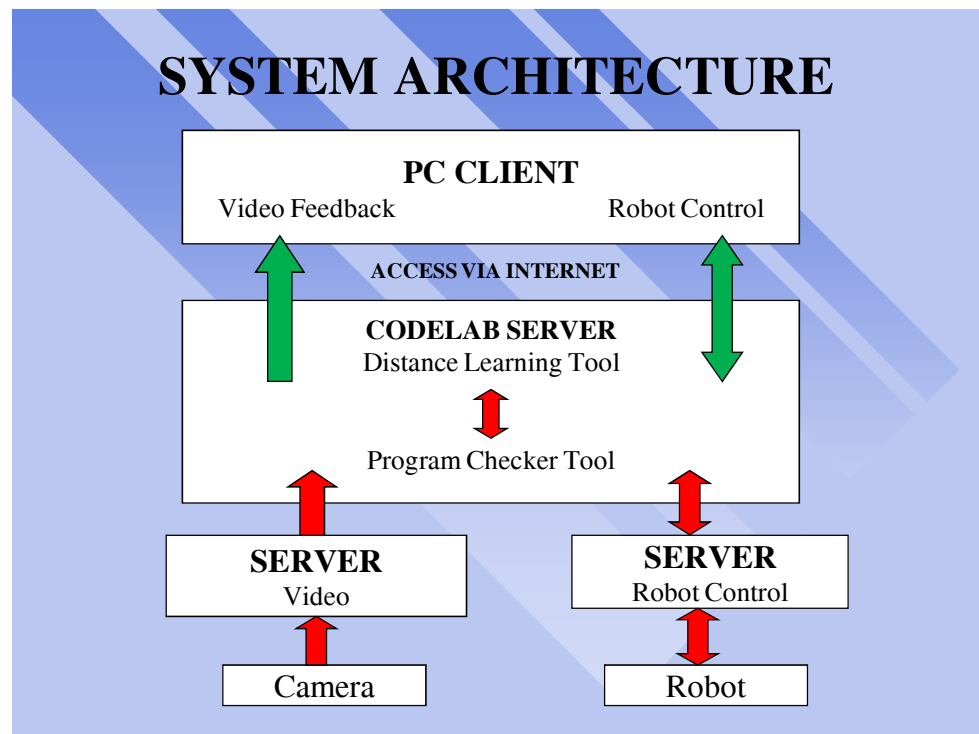 SYSTEM ARCHITECTURE
PC CLIENT
Video Feedback
Robot Control
ACCESS VIA INTERNET
CODELAB SERVER
Distance Learning Tool
Program Checker Tool
SERVER
Video
SERVER
Robot Control
Camera
Robot